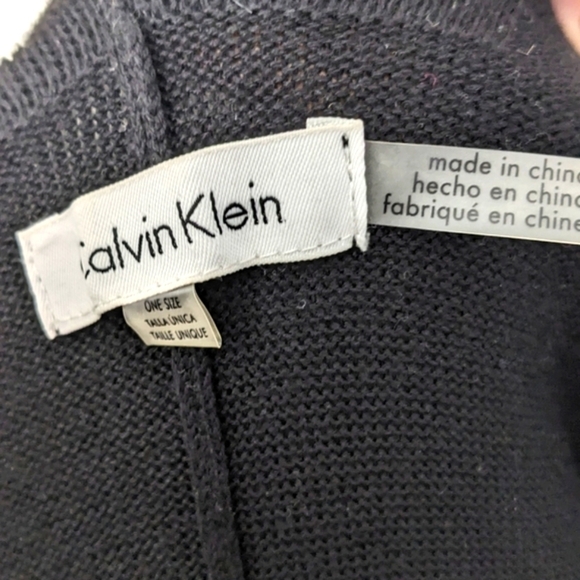 Calvin Klein
ONE SIZE
TALLA ÚNICA
TAILLE UNIQUE
made in china
hecho en china
fabriqué en chine